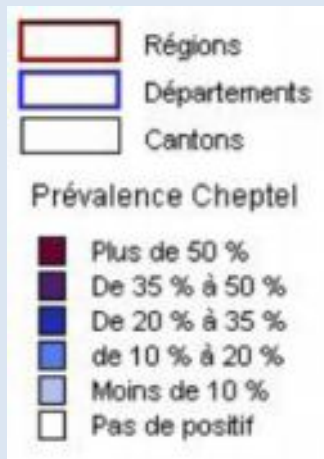 Régions
Départements
Cantons
Prévalence Cheptel
Plus de 50 %
De 35 % à 50 %
De 20 % à 35 %
de 10 % à 20 %
Moins de 10 %
Pas de positif